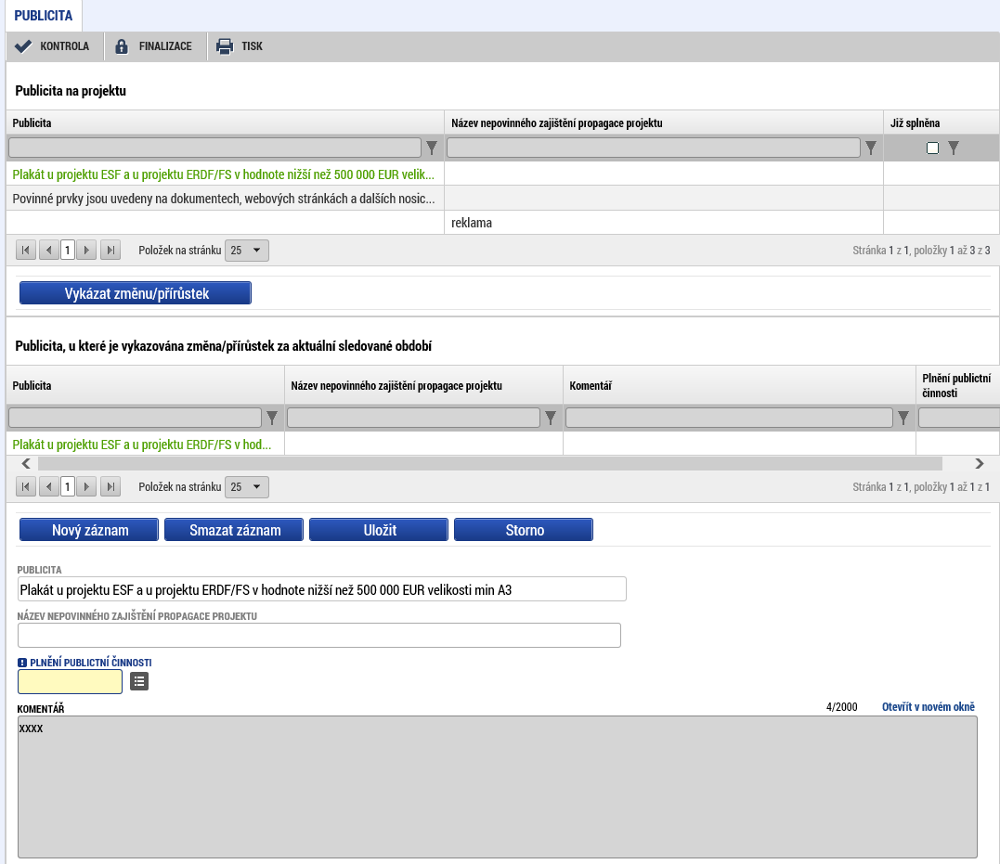 PUBLICITA
KONTROLA FINALIZACE TISK
Publicita na projektu
Publicita Název nepovinného zajištění propagace projektu Již splněna
Plakát u projektu ESF a u projektu ERDF/FS v hodnote nižší než 500 000 EUR velik...
Povinné prvky jsou uvedeny na dokumentech, webových stránkách a dalších nosic...
reklama
1 Položek na stránku 25 Stránka 1 z 1, položky 1 až 3 z 3
Vykázat změnu/přírůstek
Publicita, u které je vykazována změna/přírůstek za aktuální sledované období
Publicita Název nepovinného zajištění propagace projektu Komentář Plnění publictní
činnosti
Plakát u projektu ESF a u projektu ERDF/FS v hod...
1 Položek na stránku 25 Stránka 1 z 1, položky 1 až 1 z 1
Nový záznam Smazat záznam Uložit Storno
PUBLICITA
Plakát u projektu ESF a u projektu ERDF/FS v hodnote nižší než 500 000 EUR velikosti min A3
NÁZEV NEPOVINNÉHO ZAJIŠTĚNÍ PROPAGACE PROJEKTU
PLNĚNÍ PUBLICTNÍ ČINNOSTI
KOMENTÁŘ 4/2000 Otevřít v novém okně
xxxx